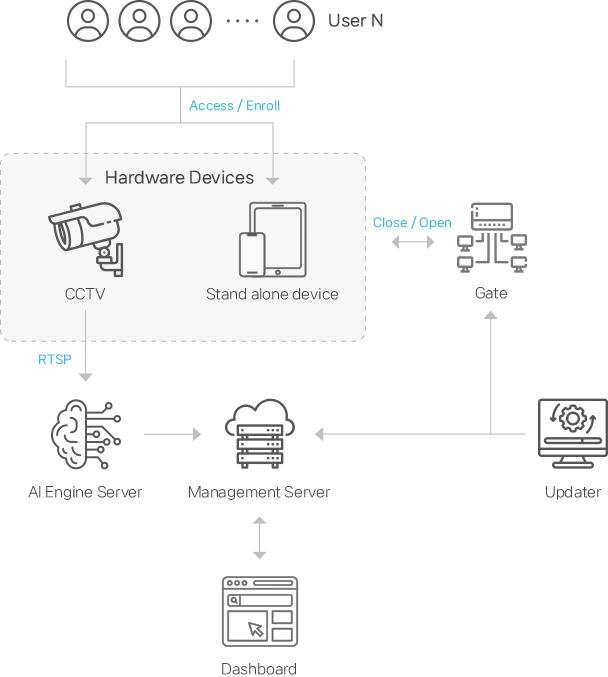 User N
Access / Enroll
Hardware Devices
CCTV
Stand alone device
Close / Open
Gate
RTSP
AI Engine Server
Management Server
Updater
Dashboard